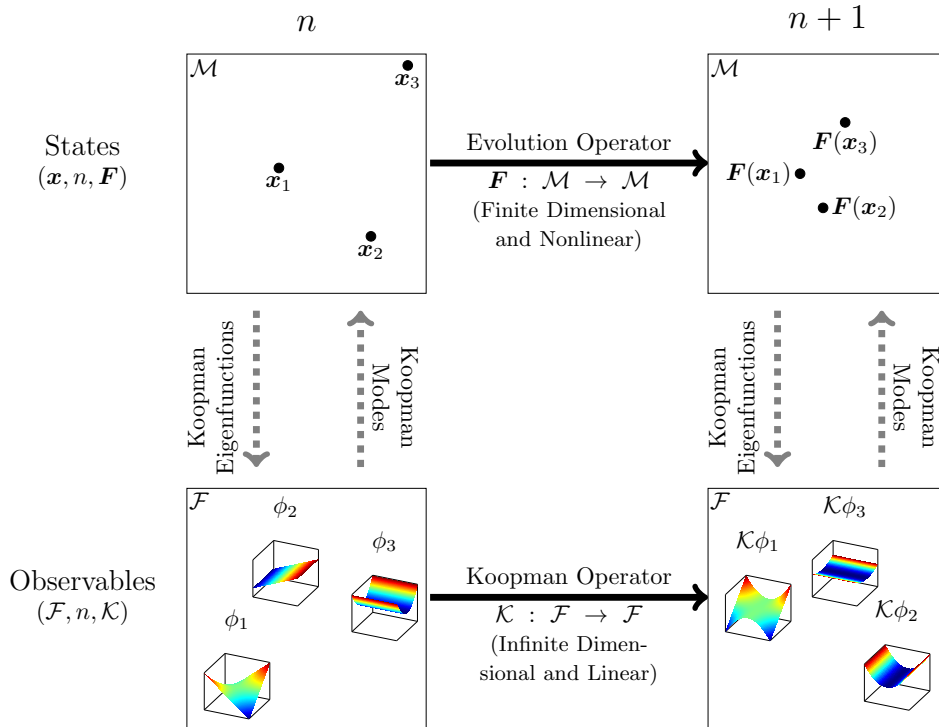 n
n + 1
ℳ
𝒙₃
𝒙₁
𝒙₂
States
(𝒙, n, 𝑭)
Evolution Operator
𝑭 : ℳ → ℳ
(Finite Dimensional
and Nonlinear)
ℳ
𝑭(𝒙₃)
𝑭(𝒙₁)
𝑭(𝒙₂)
Koopman
Eigenfunctions
Koopman
Modes
Koopman
Eigenfunctions
Koopman
Modes
ℱ
ϕ₂
ϕ₃
ϕ₁
Observables
(ℱ, n, 𝒦)
Koopman Operator
𝒦 : ℱ → ℱ
(Infinite Dimen-
sional and Linear)
ℱ
𝒦ϕ₃
𝒦ϕ₁
𝒦ϕ₂